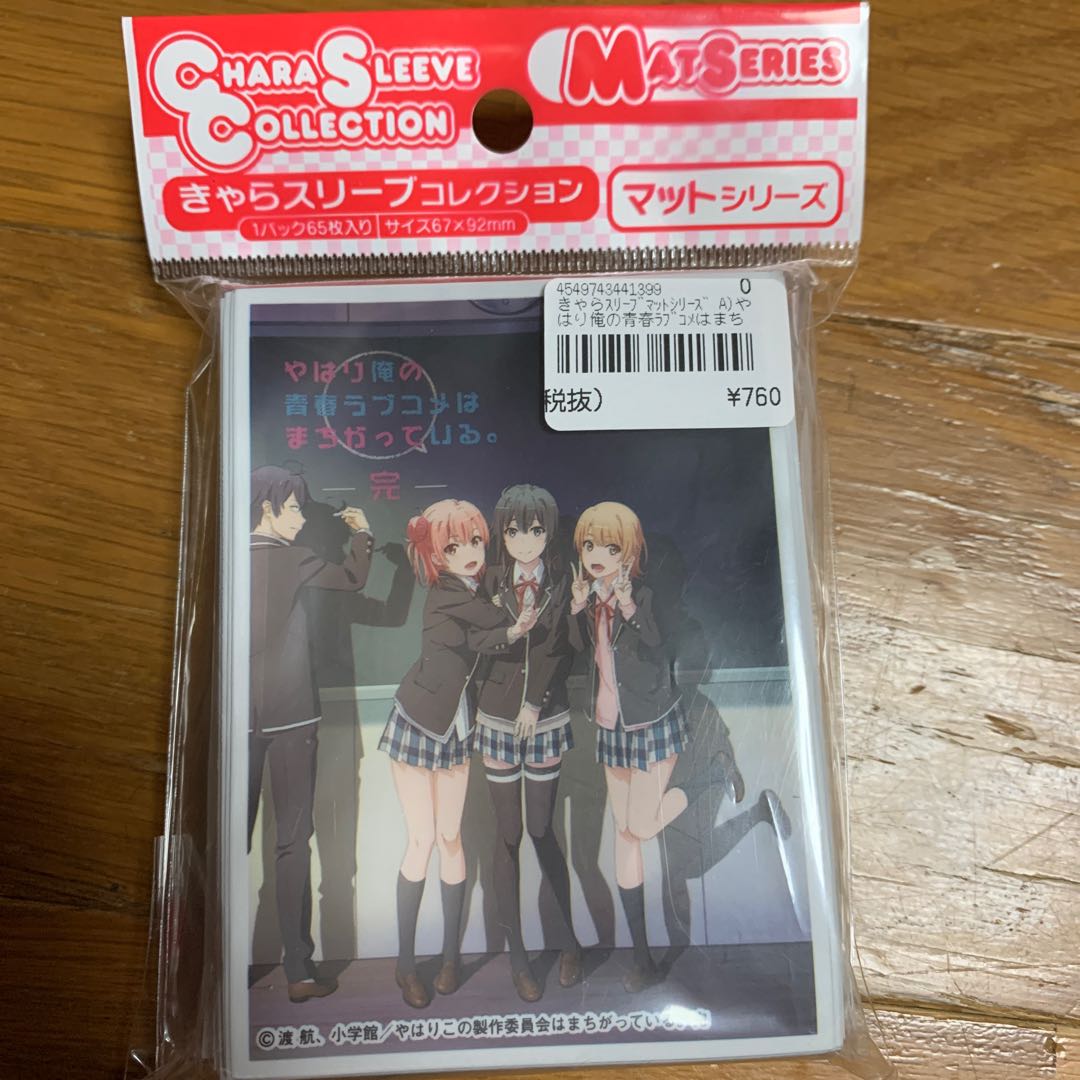 CHARA SLEEVE
COLLECTION
MAT SERIES
きゃらスリーブコレクション
マットシリーズ
1パック65枚入り サイズ67×92mm
4549743441399 0
きゃらｽﾘｰﾌﾞﾏｯﾄｼﾘｰｽﾞ A)や
はり俺の青春ﾗﾌﾞｺﾒはまち
税抜) ¥760
やはり俺の
青春ラブコメは
まちがっている。
― 完 ―
©渡 航、小学館/やはりこの製作委員会はまちがっている